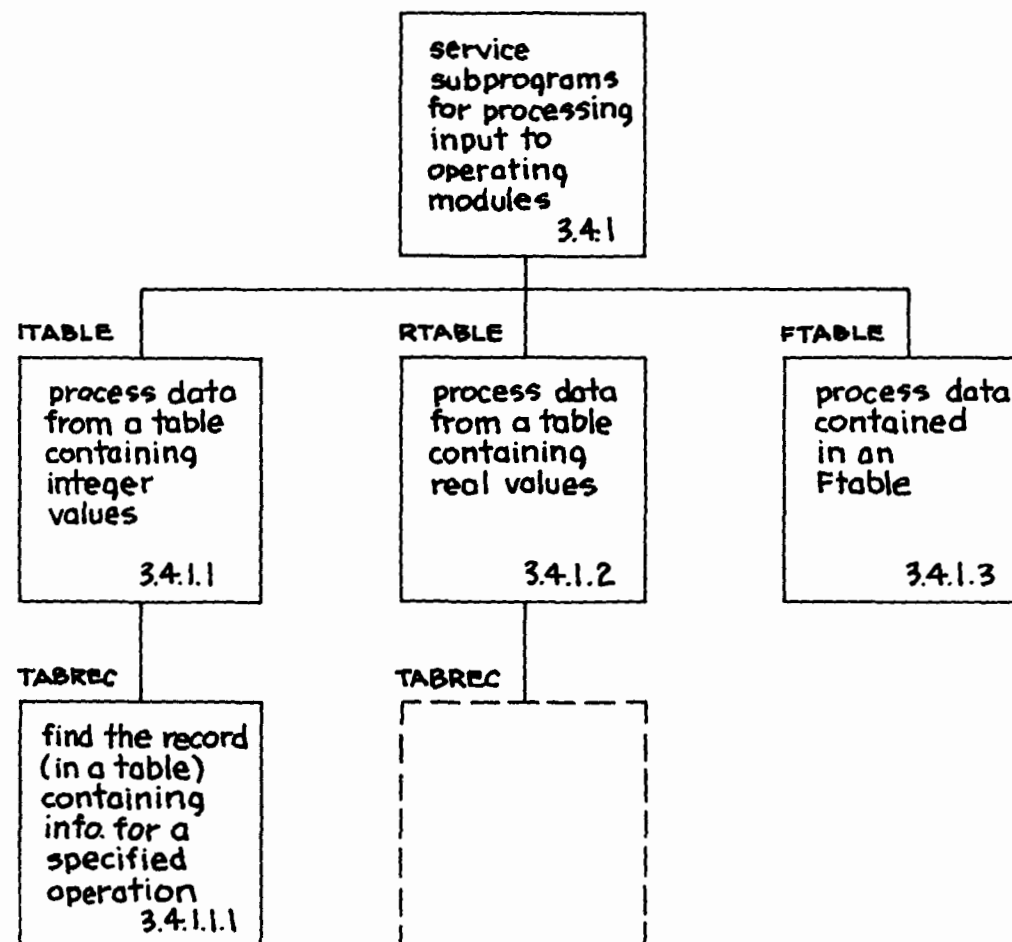 service
subprograms
for processing
input to
operating
modules
3.4.1
ITABLE
process data
from a table
containing
integer
values
3.4.1.1
RTABLE
process data
from a table
containing
real values
3.4.1.2
FTABLE
process data
contained
in an
Ftable
3.4.1.3
TABREC
find the record
(in a table)
containing
info. for a
specified
operation
3.4.1.1.1
TABREC